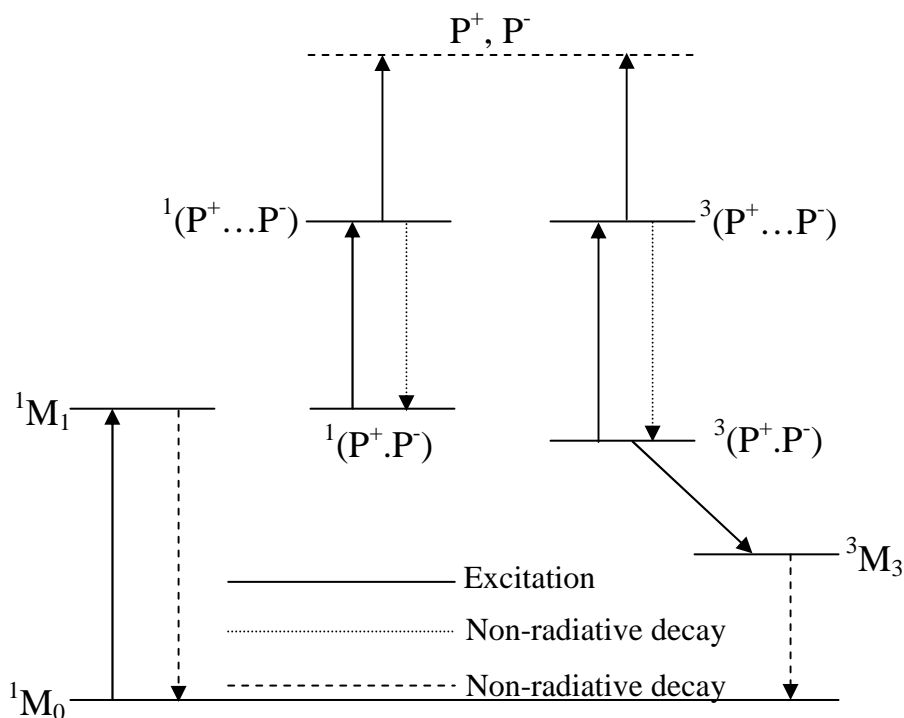 P⁺, P⁻
¹(P⁺…P⁻)
³(P⁺…P⁻)
¹M₁
¹(P⁺.P⁻)
³(P⁺.P⁻)
³M₃
Excitation
Non-radiative decay
Non-radiative decay
¹M₀